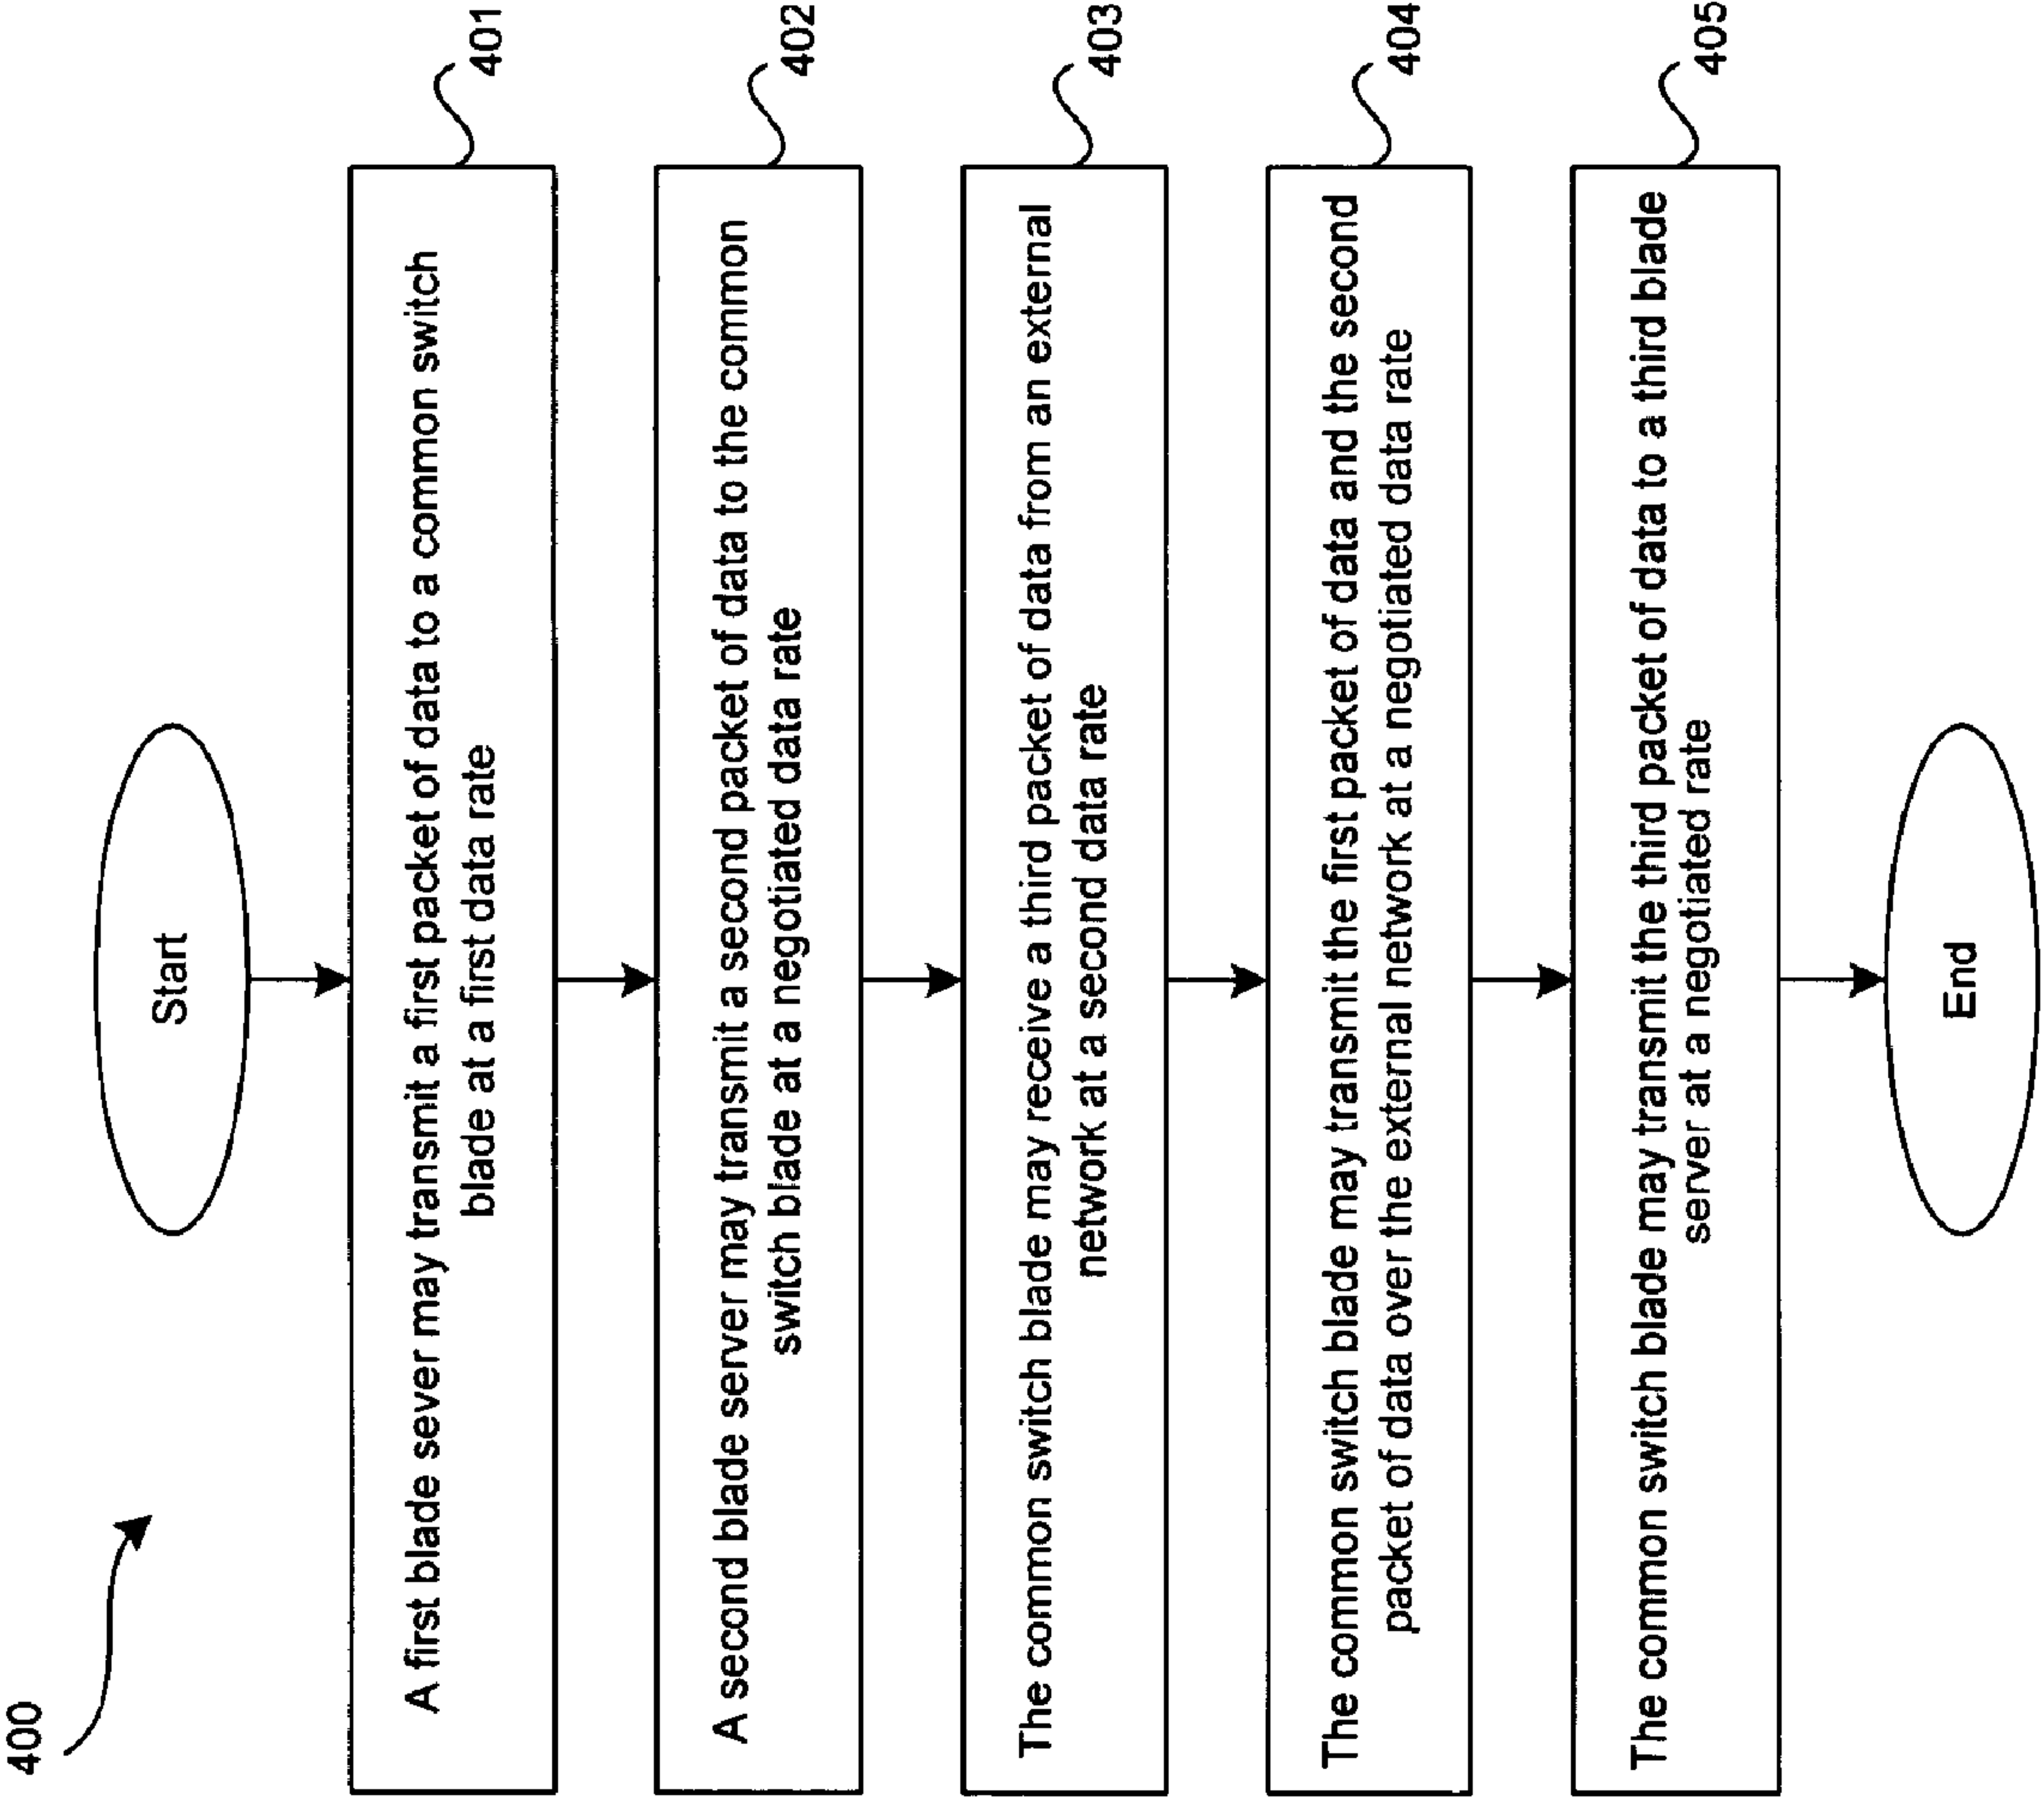 400
Start
A first blade sever may transmit a first packet of data to a common switch
blade at a first data rate
401
A second blade server may transmit a second packet of data to the common
switch blade at a negotiated data rate
402
The common switch blade may receive a third packet of data from an external
network at a second data rate
403
The common switch blade may transmit the first packet of data and the second
packet of data over the external network at a negotiated data rate
404
The common switch blade may transmit the third packet of data to a third blade
server at a negotiated rate
405
End